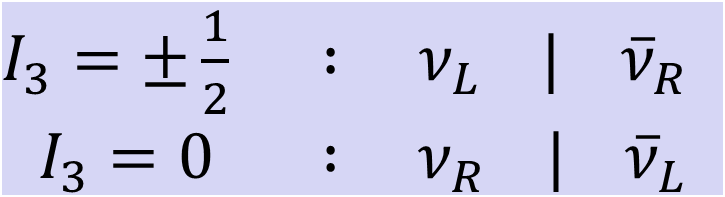 I₃ = ± 1/2 : ν_L | ν̄_R
I₃ = 0 : ν_R | ν̄_L